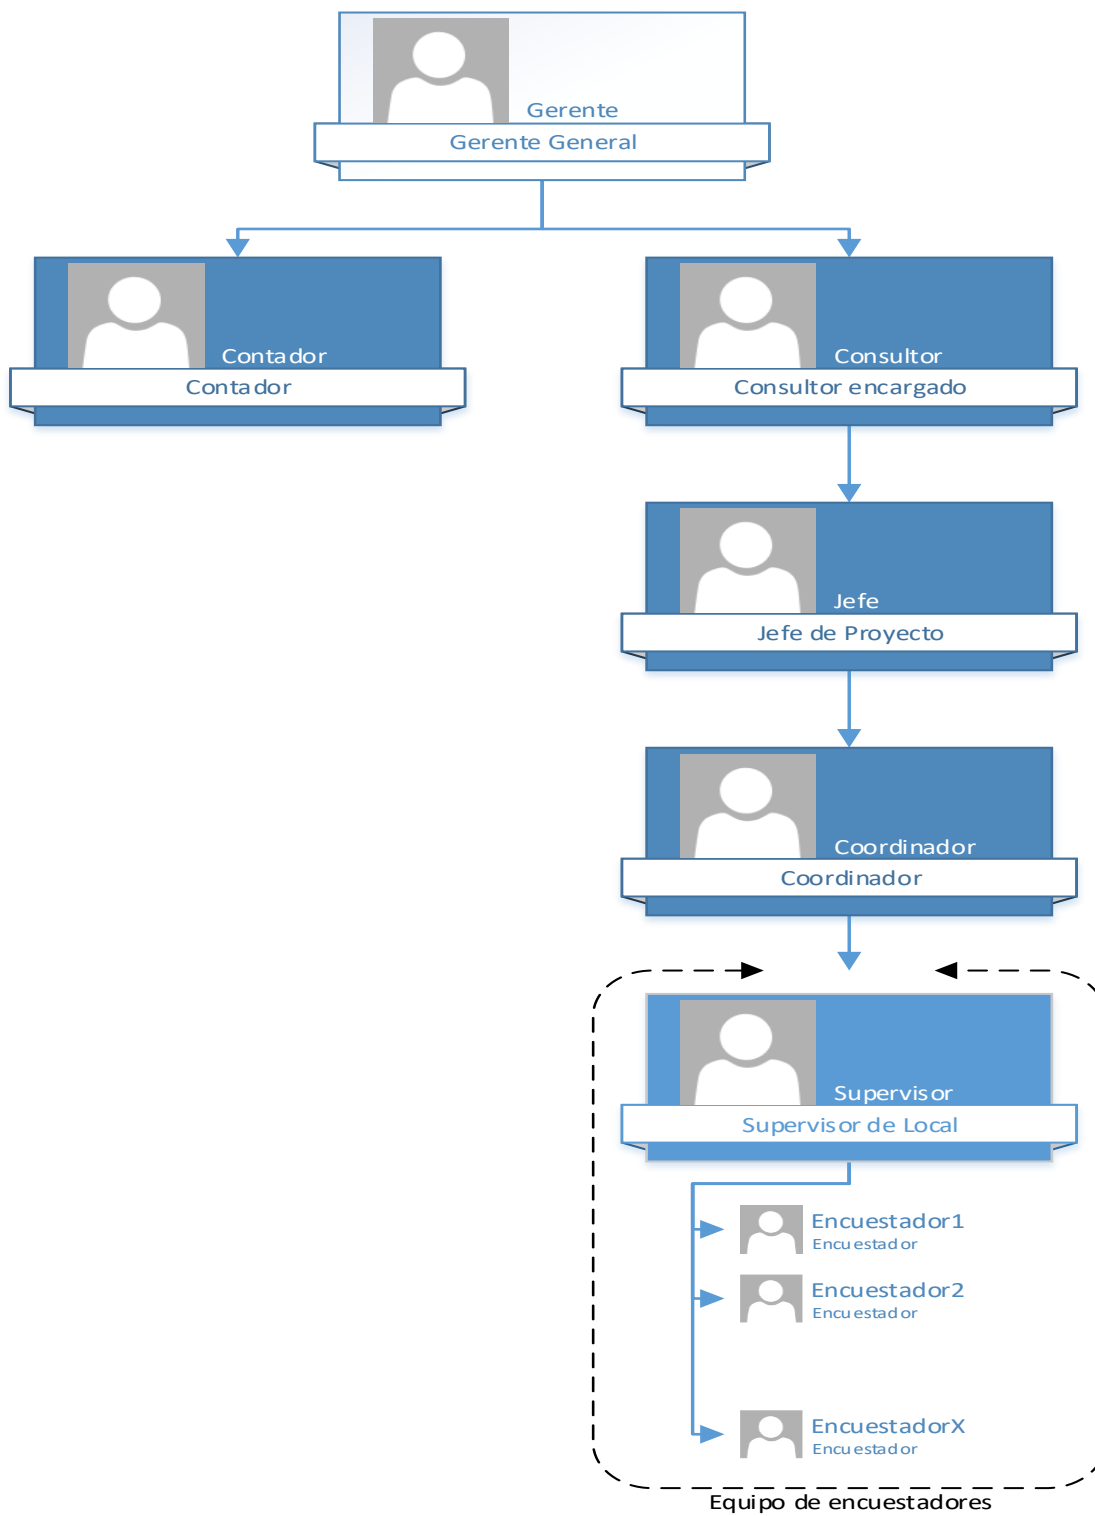 Gerente
Gerente General
Contador
Contador
Consultor
Consultor encargado
Jefe
Jefe de Proyecto
Coordinador
Coordinador
Supervisor
Supervisor de Local
Encuestador1
Encuestador
Encuestador2
Encuestador
EncuestadorX
Encuestador
Equipo de encuestadores